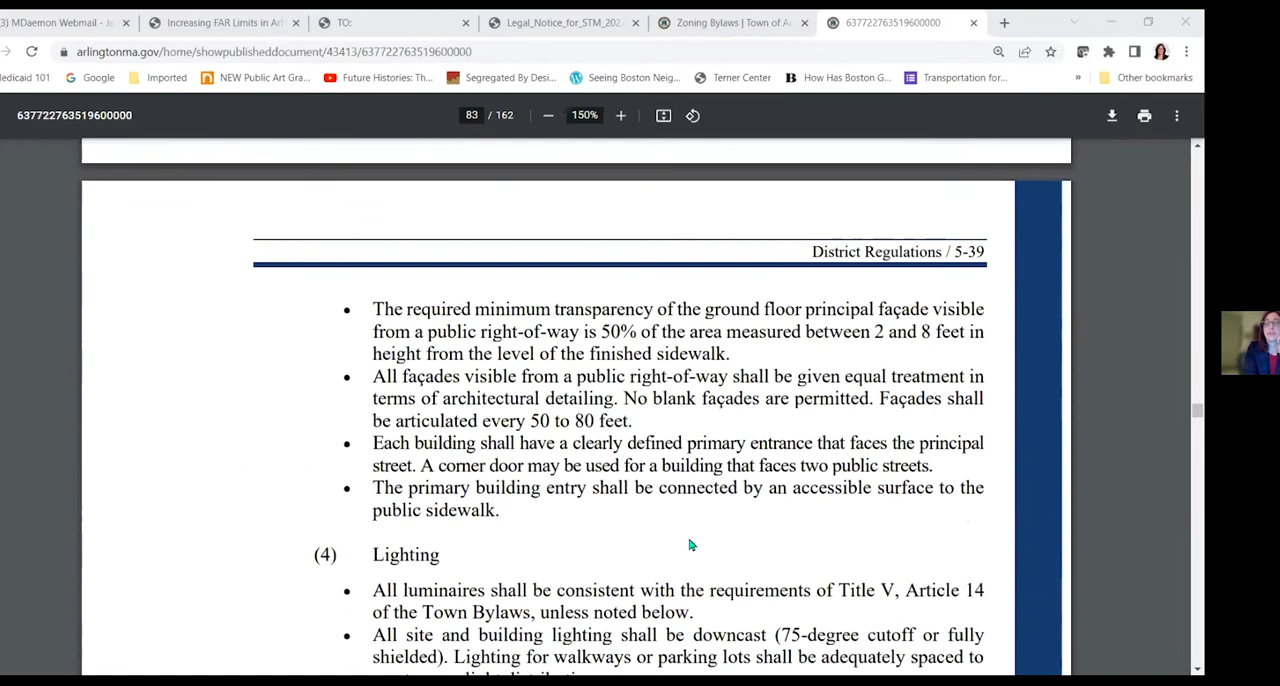 (3) MDaemon Webmail - Je
Increasing FAR Limits in Arl
TO:
Legal_Notice_for_STM_202
Zoning Bylaws | Town of A
637722763519600000
arlingtonma.gov/home/showpublisheddocument/43413/637722763519600000
edicaid 101
Google
Imported
NEW Public Art Gra...
Future Histories: Th...
Segregated By Desi...
Seeing Boston Neig...
Terner Center
How Has Boston G...
Transportation for...
»
Other bookmarks
637722763519600000
83 / 162
150%
District Regulations / 5-39
• The required minimum transparency of the ground floor principal façade visible
from a public right-of-way is 50% of the area measured between 2 and 8 feet in
height from the level of the finished sidewalk.
• All façades visible from a public right-of-way shall be given equal treatment in
terms of architectural detailing. No blank façades are permitted. Façades shall
be articulated every 50 to 80 feet.
• Each building shall have a clearly defined primary entrance that faces the principal
street. A corner door may be used for a building that faces two public streets.
• The primary building entry shall be connected by an accessible surface to the
public sidewalk.
(4) Lighting
• All luminaires shall be consistent with the requirements of Title V, Article 14
of the Town Bylaws, unless noted below.
• All site and building lighting shall be downcast (75-degree cutoff or fully
shielded). Lighting for walkways or parking lots shall be adequately spaced to